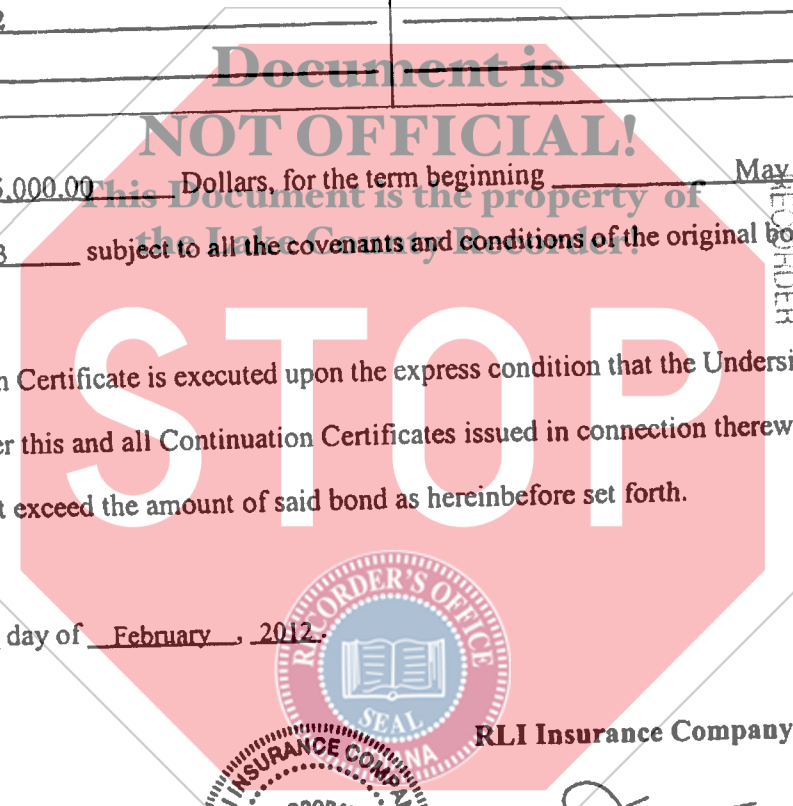 2
Document is
NOT OFFICIAL!
5,000.00 Dollars, for the term beginning May
This Document is the property of
3 subject to all the covenants and conditions of the original bo
the Lake County Recorder!
RECORDER
STOP
n Certificate is executed upon the express condition that the Undersi
er this and all Continuation Certificates issued in connection therew
t exceed the amount of said bond as hereinbefore set forth.
day of February, 2012.
RECORDER'S OFFICE
SEAL
INDIANA
RLI Insurance Company
INSURANCE COMPA